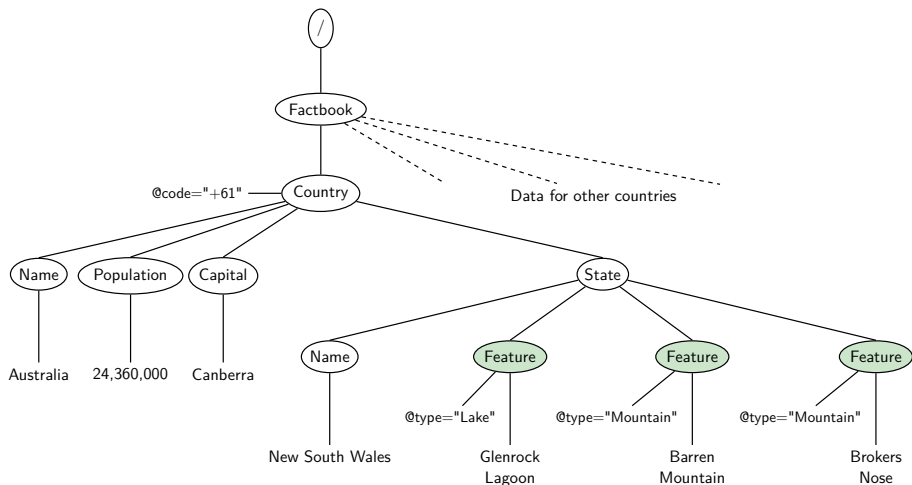 /
Factbook
@code="+61"
Country
Data for other countries
Name
Population
Capital
State
Name
Feature
Feature
Feature
Australia
24,360,000
Canberra
@type="Lake"
@type="Mountain"
@type="Mountain"
New South Wales
Glenrock
Lagoon
Barren
Mountain
Brokers
Nose